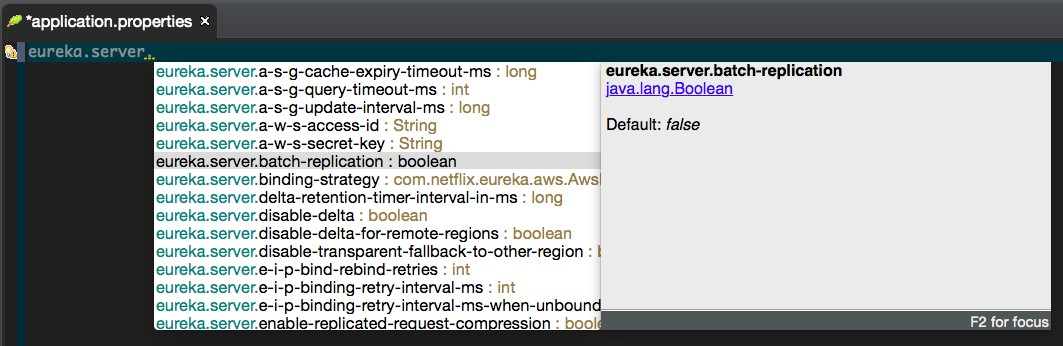 *application.properties
eureka.server.
eureka.server.a-s-g-cache-expiry-timeout-ms : long
eureka.server.a-s-g-query-timeout-ms : int
eureka.server.a-s-g-update-interval-ms : long
eureka.server.a-w-s-access-id : String
eureka.server.a-w-s-secret-key : String
eureka.server.batch-replication : boolean
eureka.server.binding-strategy : com.netflix.eureka.aws.Aws
eureka.server.delta-retention-timer-interval-in-ms : long
eureka.server.disable-delta : boolean
eureka.server.disable-delta-for-remote-regions : boolean
eureka.server.disable-transparent-fallback-to-other-region : b
eureka.server.e-i-p-bind-rebind-retries : int
eureka.server.e-i-p-binding-retry-interval-ms : int
eureka.server.e-i-p-binding-retry-interval-ms-when-unbound
eureka.server.enable-replicated-request-compression : boole
eureka.server.batch-replication
java.lang.Boolean
Default: false
F2 for focus